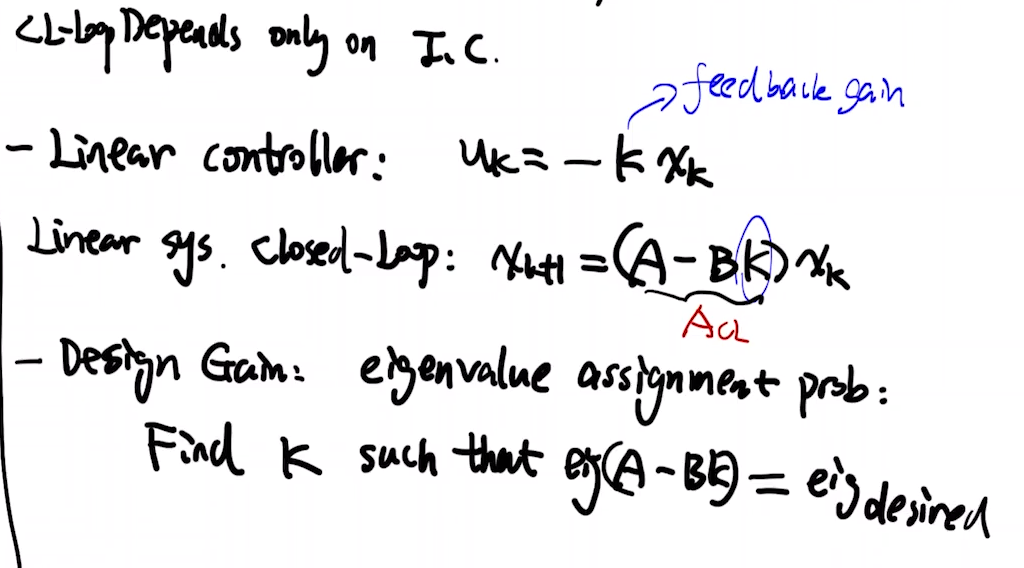 CL-Loop Depends only on I.C.
feedback gain
- Linear controller: u_k = - K x_k
Linear sys. Closed-Loop: x_{k+1} = (A - BK) x_k
A_{CL}
- Design Gain: eigenvalue assignment prob:
Find K such that eig(A - BK) = eig_{desired}